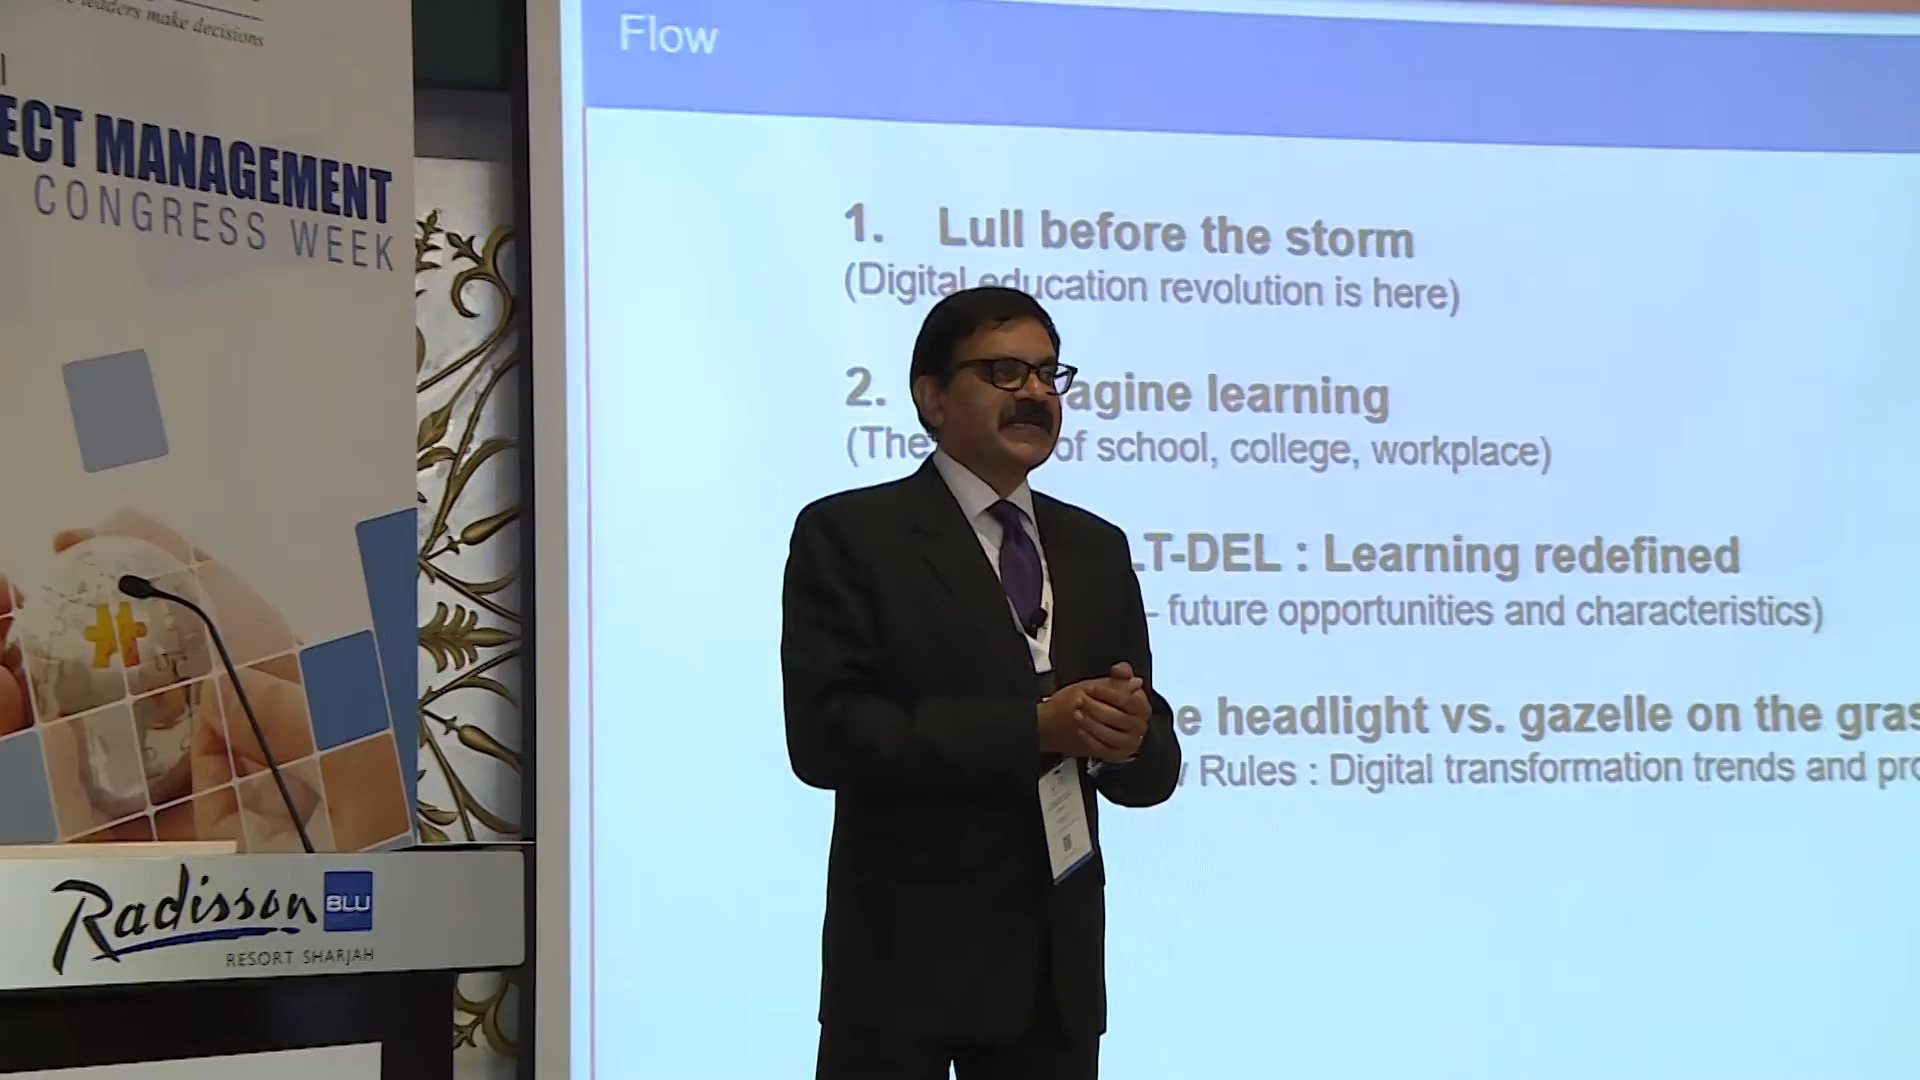 leaders make decisions
ECT MANAGEMENT
CONGRESS WEEK
Radisson BLU
RESORT SHARJAH
Flow
1. Lull before the storm
(Digital education revolution is here)
2. agine learning
(The of school, college, workplace)
LT-DEL : Learning redefined
– future opportunities and characteristics)
e headlight vs. gazelle on the gras
Rules : Digital transformation trends and pro